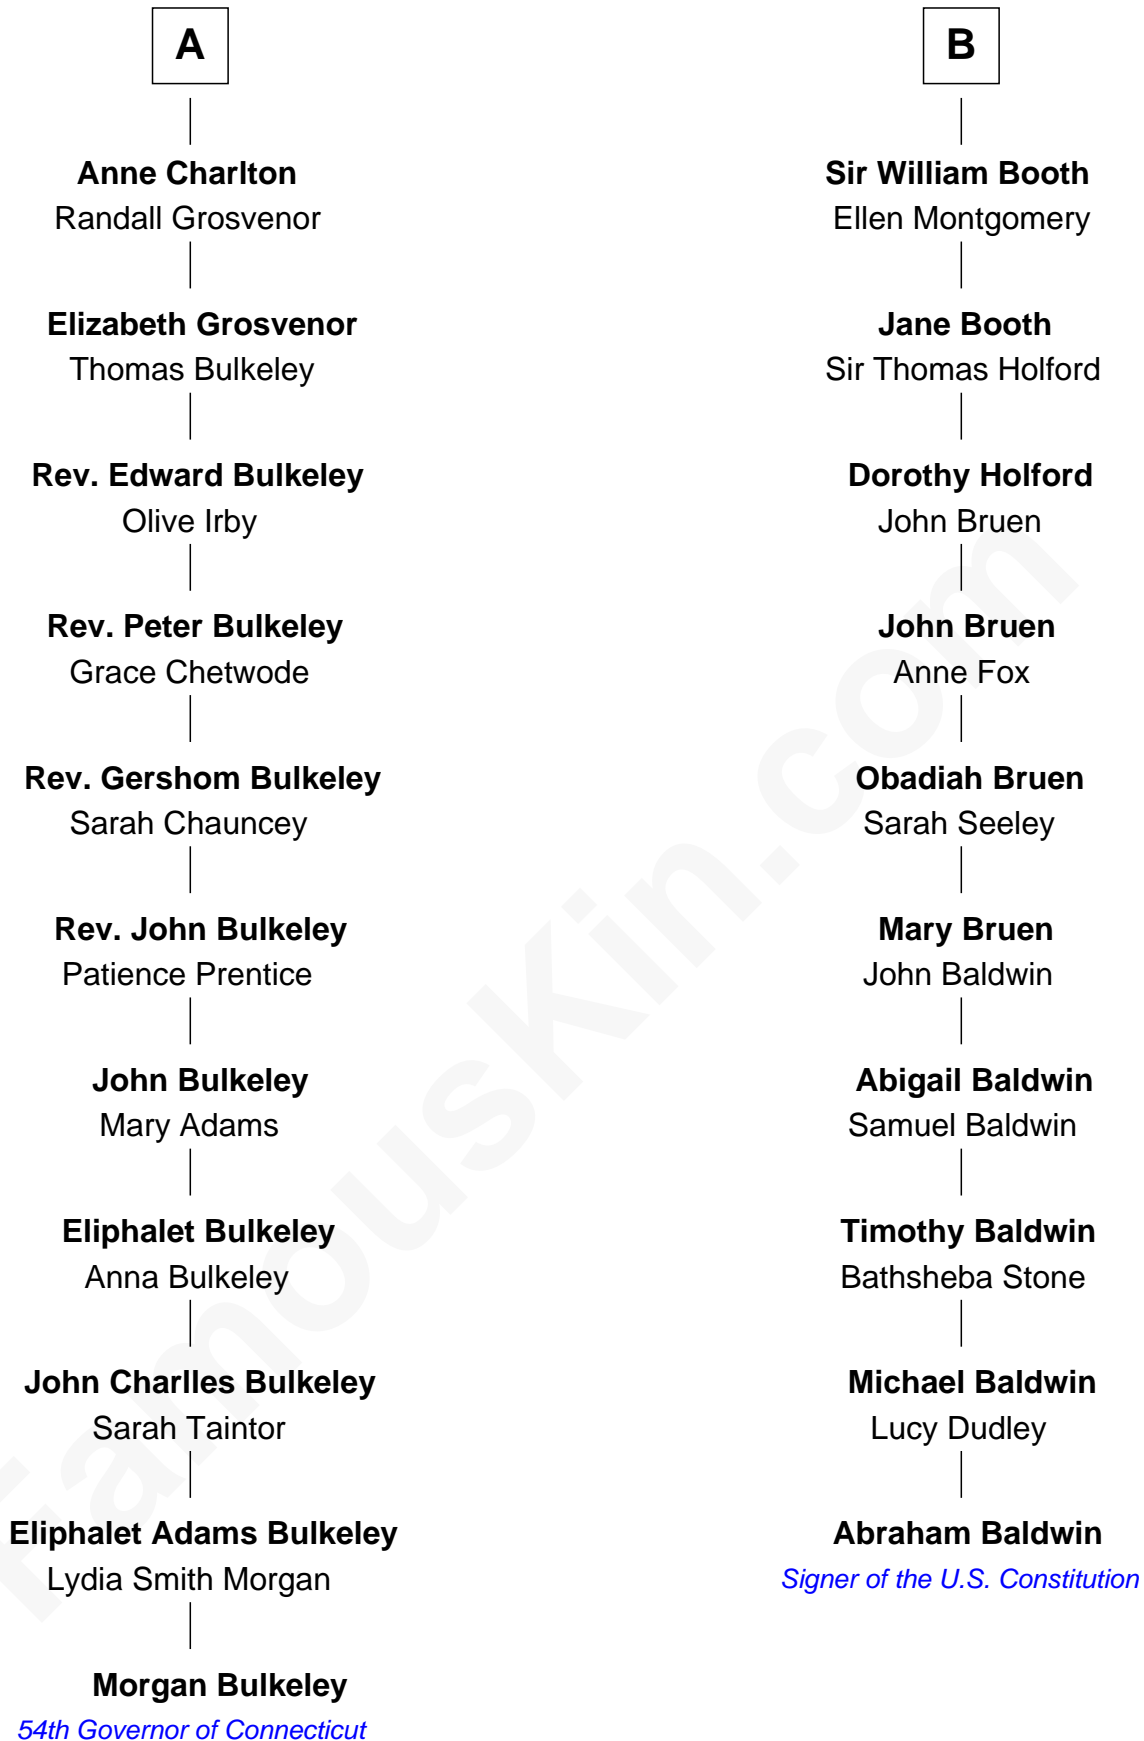 A
Anne Charlton
Randall Grosvenor
Elizabeth Grosvenor
Thomas Bulkeley
Rev. Edward Bulkeley
Olive Irby
Rev. Peter Bulkeley
Grace Chetwode
Rev. Gershom Bulkeley
Sarah Chauncey
Rev. John Bulkeley
Patience Prentice
John Bulkeley
Mary Adams
Eliphalet Bulkeley
Anna Bulkeley
John Charlles Bulkeley
Sarah Taintor
Eliphalet Adams Bulkeley
Lydia Smith Morgan
Morgan Bulkeley
54th Governor of Connecticut
B
Sir William Booth
Ellen Montgomery
Jane Booth
Sir Thomas Holford
Dorothy Holford
John Bruen
John Bruen
Anne Fox
Obadiah Bruen
Sarah Seeley
Mary Bruen
John Baldwin
Abigail Baldwin
Samuel Baldwin
Timothy Baldwin
Bathsheba Stone
Michael Baldwin
Lucy Dudley
Abraham Baldwin
Signer of the U.S. Constitution
FamousKin.com